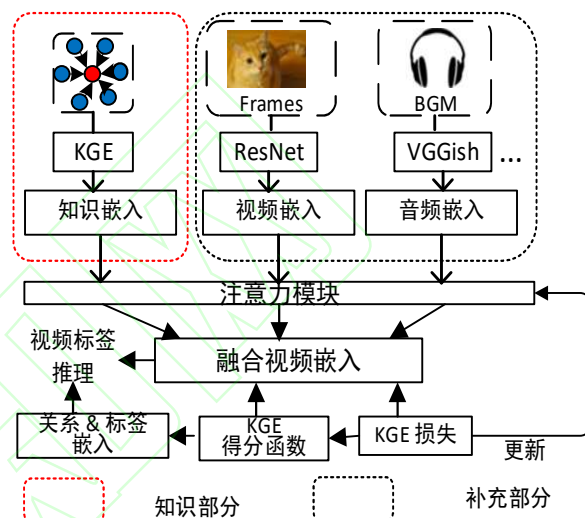 Frames
BGM
KGE
ResNet
VGGish
...
知识嵌入
视频嵌入
音频嵌入
注意力模块
视频标签
推理
融合视频嵌入
关系 & 标签
嵌入
KGE
得分函数
KGE 损失
更新
知识部分
补充部分